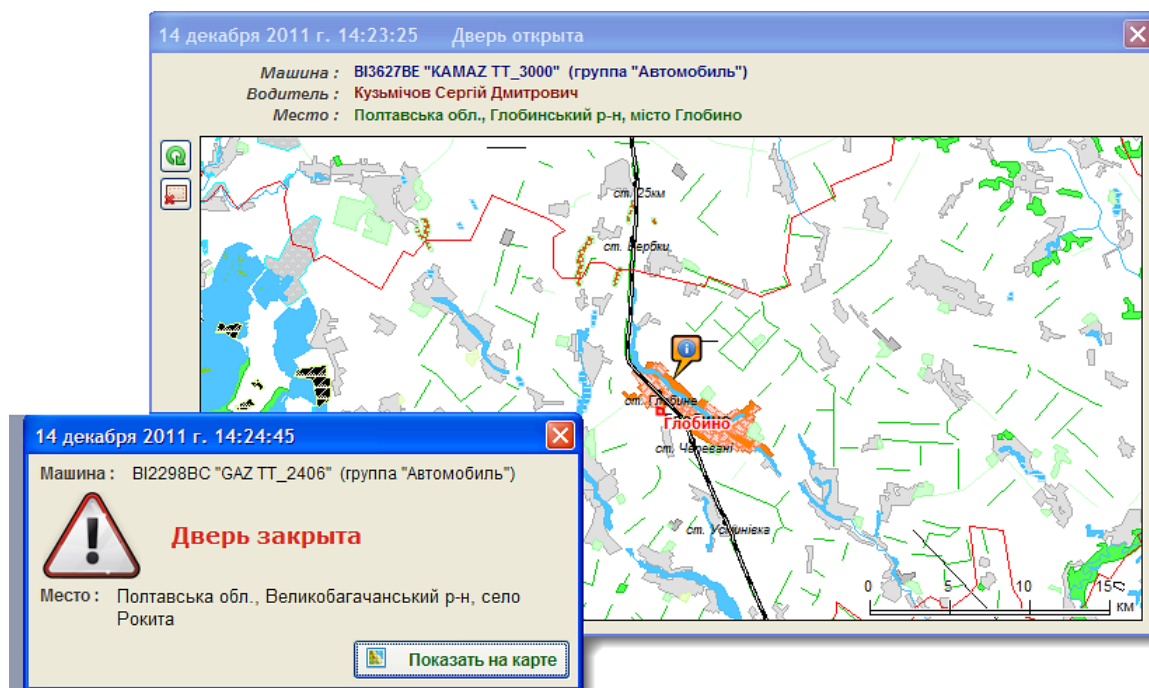 14 декабря 2011 г. 14:23:25 Дверь открыта
Машина : BI3627BE "KAMAZ TT_3000" (группа "Автомобиль")
Водитель : Кузьмічов Сергій Дмитрович
Место : Полтавська обл., Глобинський р-н, місто Глобино
ст. 25км
ст. Вербки
ст. Глобине
Глобино
ст. Черевані
ст. Устинівка
0 5 10 15
км
14 декабря 2011 г. 14:24:45
Машина : BI2298BC "GAZ TT_2406" (группа "Автомобиль")
Дверь закрыта
Место : Полтавська обл., Великобагачанський р-н, село
Рокита
Показать на карте